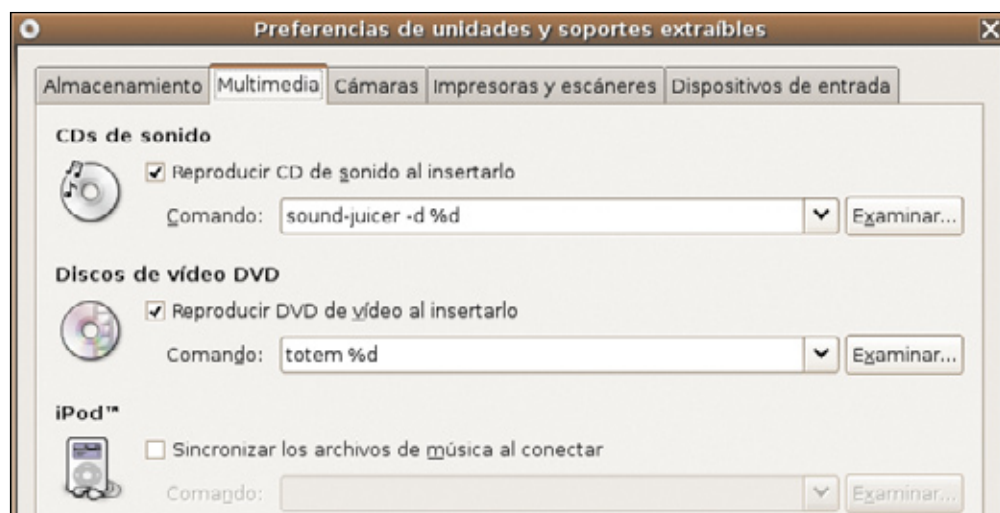 Preferencias de unidades y soportes extraíbles
Almacenamiento Multimedia Cámaras Impresoras y escáneres Dispositivos de entrada
CDs de sonido
Reproducir CD de sonido al insertarlo
Comando: sound-juicer -d %d Examinar...
Discos de vídeo DVD
Reproducir DVD de vídeo al insertarlo
Comando: totem %d Examinar...
iPod™
Sincronizar los archivos de música al conectar
Comando: Examinar...